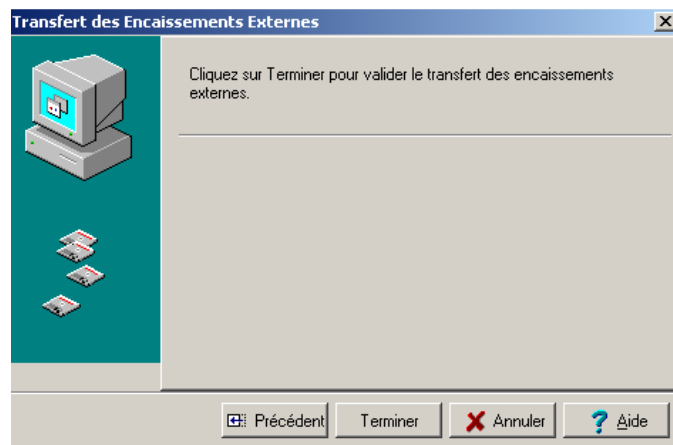 Transfert des Encaissements Externes
Cliquez sur Terminer pour valider le transfert des encaissements
externes.
Précédent Terminer Annuler Aide